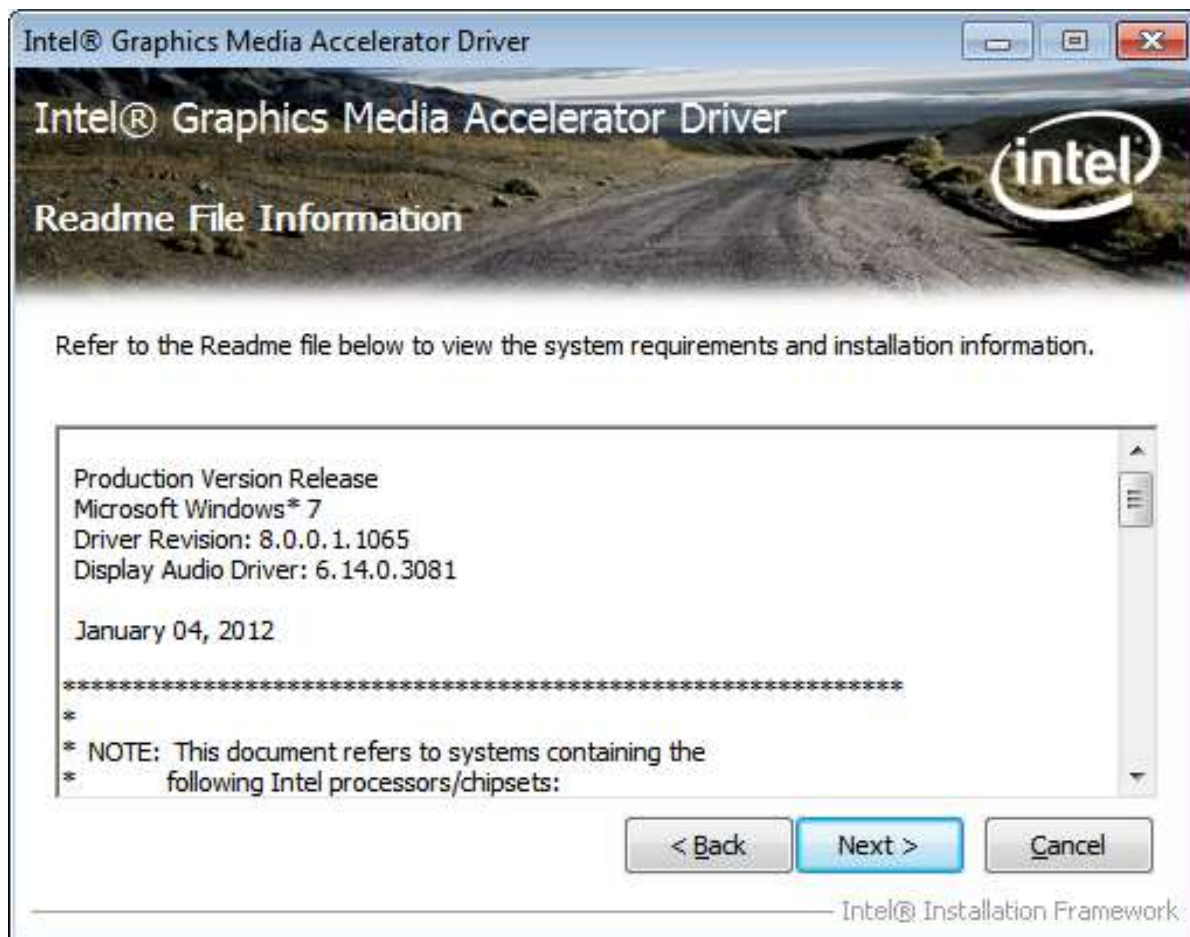 Intel® Graphics Media Accelerator Driver
Intel® Graphics Media Accelerator Driver
intel
Readme File Information
Refer to the Readme file below to view the system requirements and installation information.
Production Version Release
Microsoft Windows* 7
Driver Revision: 8.0.0.1.1065
Display Audio Driver: 6.14.0.3081
January 04, 2012
************************************************************
*
* NOTE: This document refers to systems containing the
* following Intel processors/chipsets:
< Back
Next >
Cancel
Intel® Installation Framework